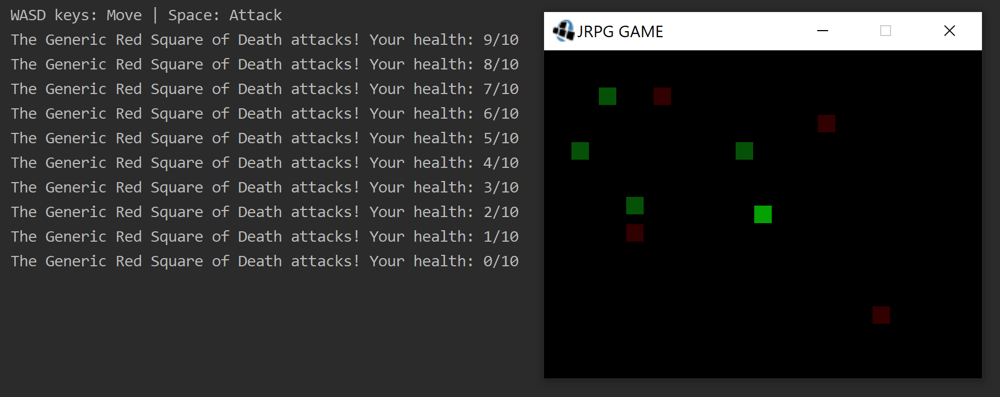 WASD keys: Move | Space: Attack
The Generic Red Square of Death attacks! Your health: 9/10
The Generic Red Square of Death attacks! Your health: 8/10
The Generic Red Square of Death attacks! Your health: 7/10
The Generic Red Square of Death attacks! Your health: 6/10
The Generic Red Square of Death attacks! Your health: 5/10
The Generic Red Square of Death attacks! Your health: 4/10
The Generic Red Square of Death attacks! Your health: 3/10
The Generic Red Square of Death attacks! Your health: 2/10
The Generic Red Square of Death attacks! Your health: 1/10
The Generic Red Square of Death attacks! Your health: 0/10
JRPG GAME